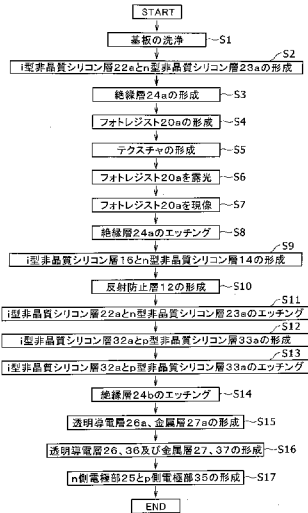 START
基板の洗浄
S1
S2
i型非晶質シリコン層22aとn型非晶質シリコン層23aの形成
絶縁層24aの形成
S3
フォトレジスト20aの形成
S4
テクスチャの形成
S5
フォトレジスト20aを露光
S6
フォトレジスト20aを現像
S7
絶縁層24aのエッチング
S8
S9
i型非晶質シリコン層16とn型非晶質シリコン層14の形成
反射防止層12の形成
S10
S11
i型非晶質シリコン層22aとn型非晶質シリコン層23aのエッチング
S12
i型非晶質シリコン層32aとp型非晶質シリコン層33aの形成
S13
i型非晶質シリコン層32aとp型非晶質シリコン層33aのエッチング
絶縁層24bのエッチング
S14
透明導電層26a、金属層27aの形成
S15
透明導電層26、36及び金属層27、37の形成
S16
n側電極部25とp側電極部35の形成
S17
END